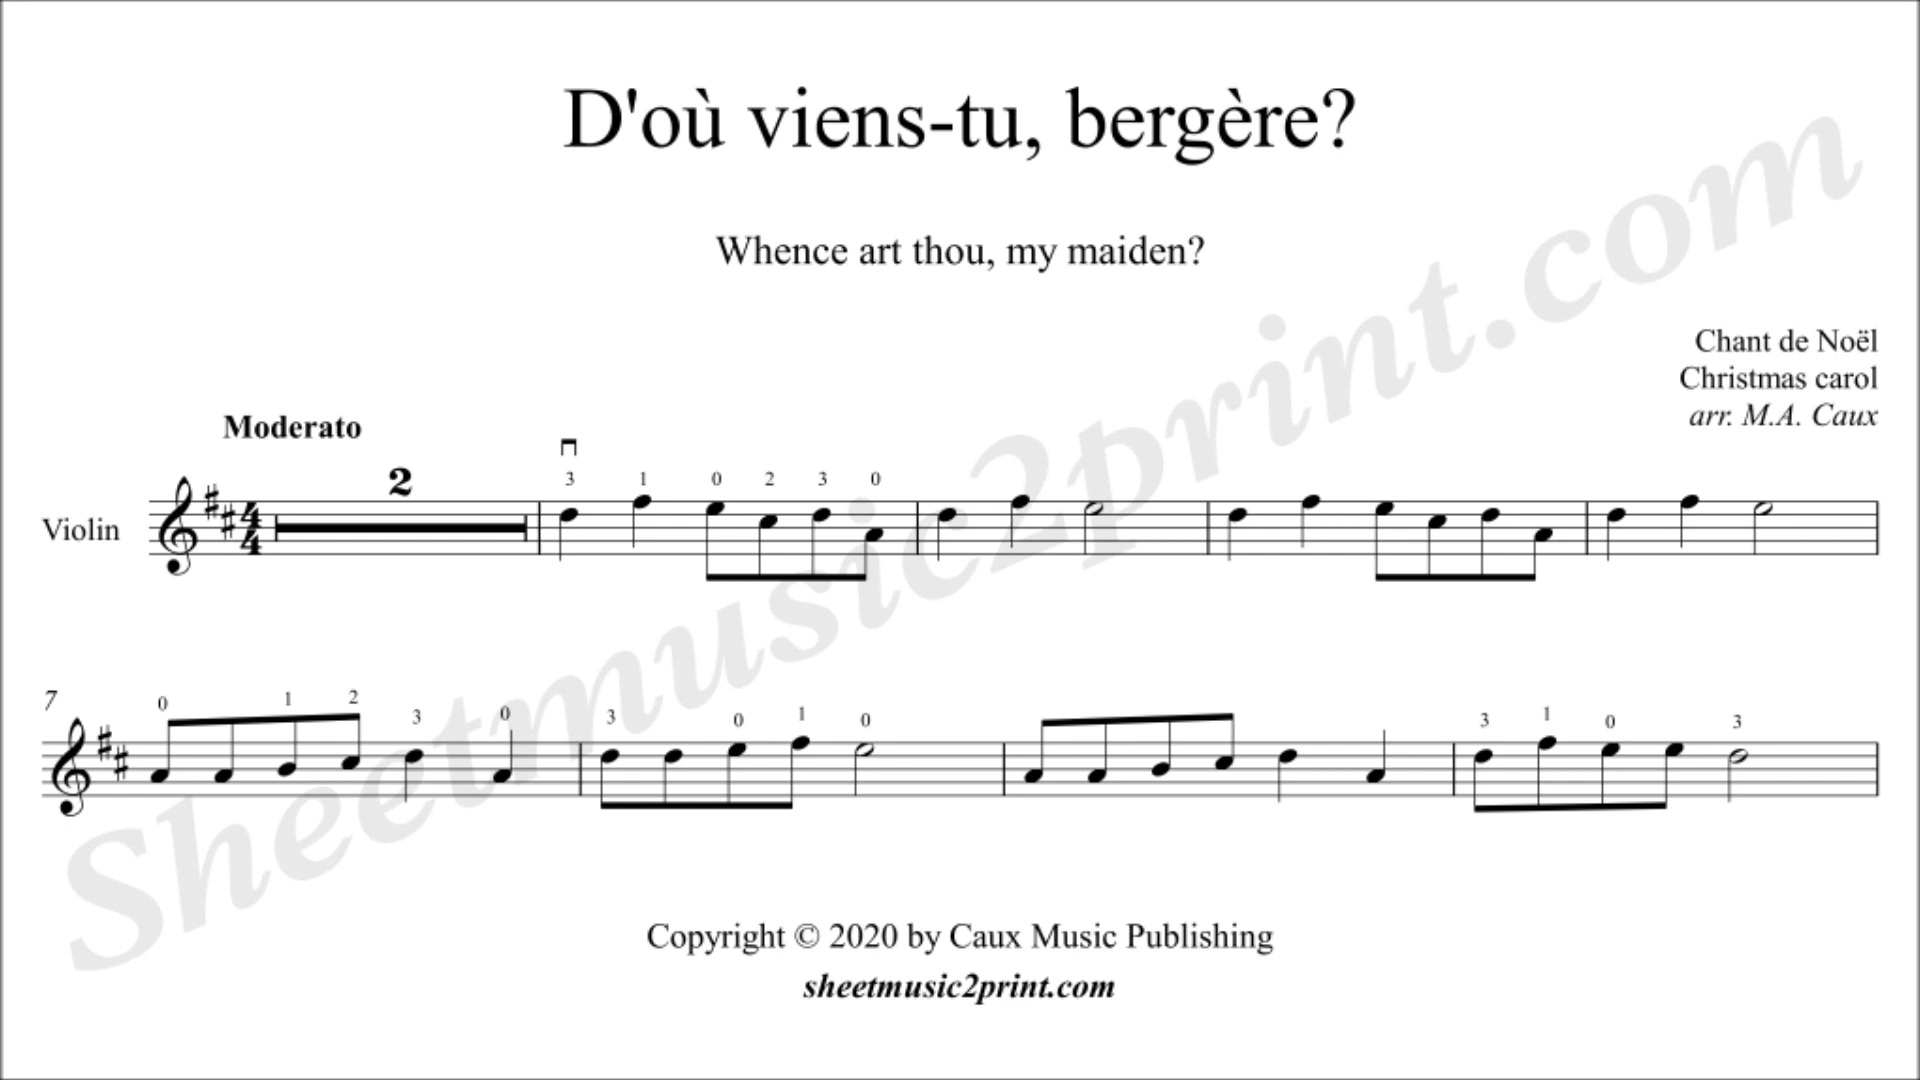 D'où viens-tu, bergère?
Whence art thou, my maiden?
Chant de Noël
Christmas carol
arr. M.A. Caux
Moderato
2
3 1 0 2 3 0
Violin
4
4
7
0 1 2 3 0 3 0 1 0 3 1 0 3
Copyright © 2020 by Caux Music Publishing
sheetmusic2print.com
Sheetmusic2print.com